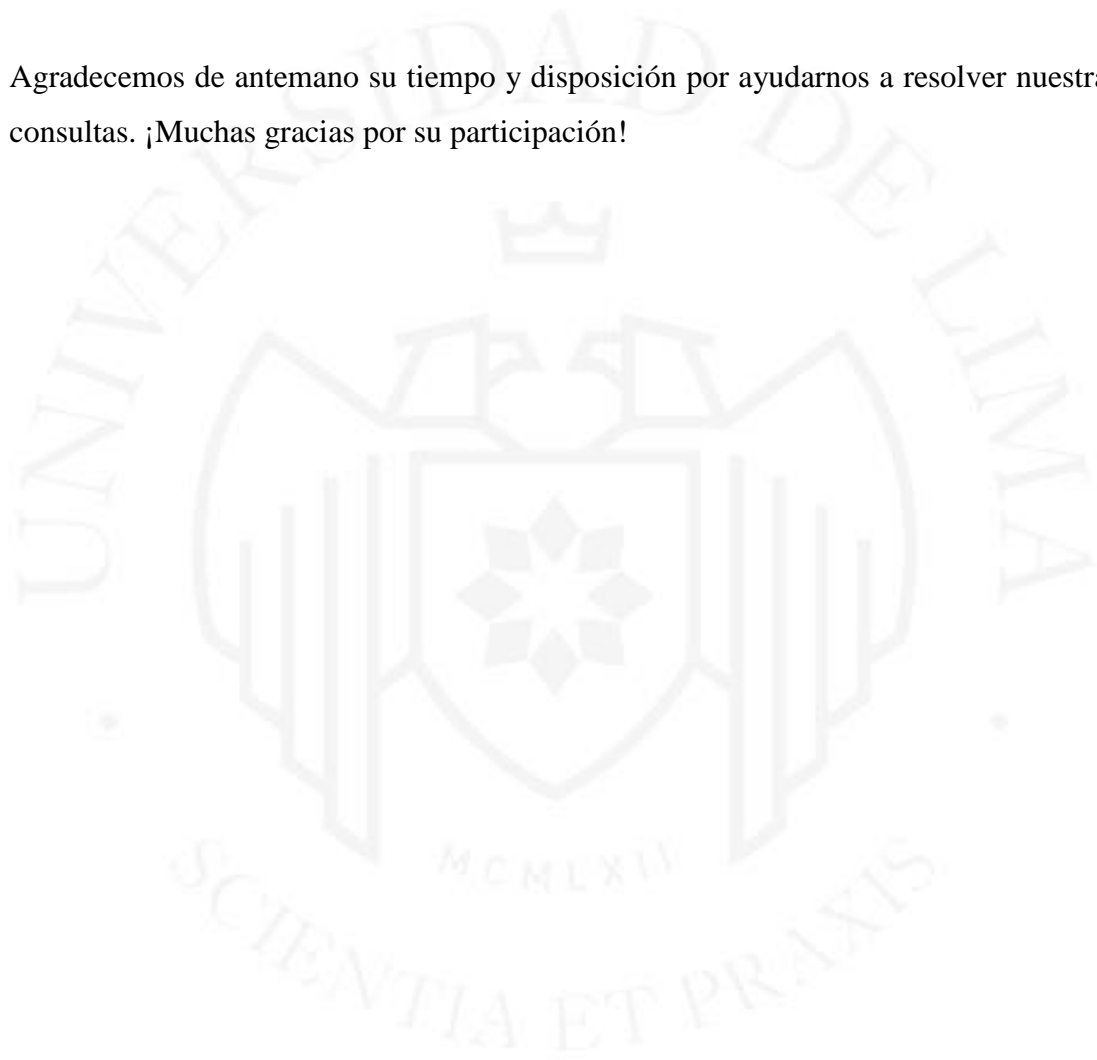 Agradecemos de antemano su tiempo y disposición por ayudarnos a resolver nuestra
consultas. ¡Muchas gracias por su participación!
UNIVERSIDAD DE LIMA
MCMLXII
SCIENTIA ET PRAXIS